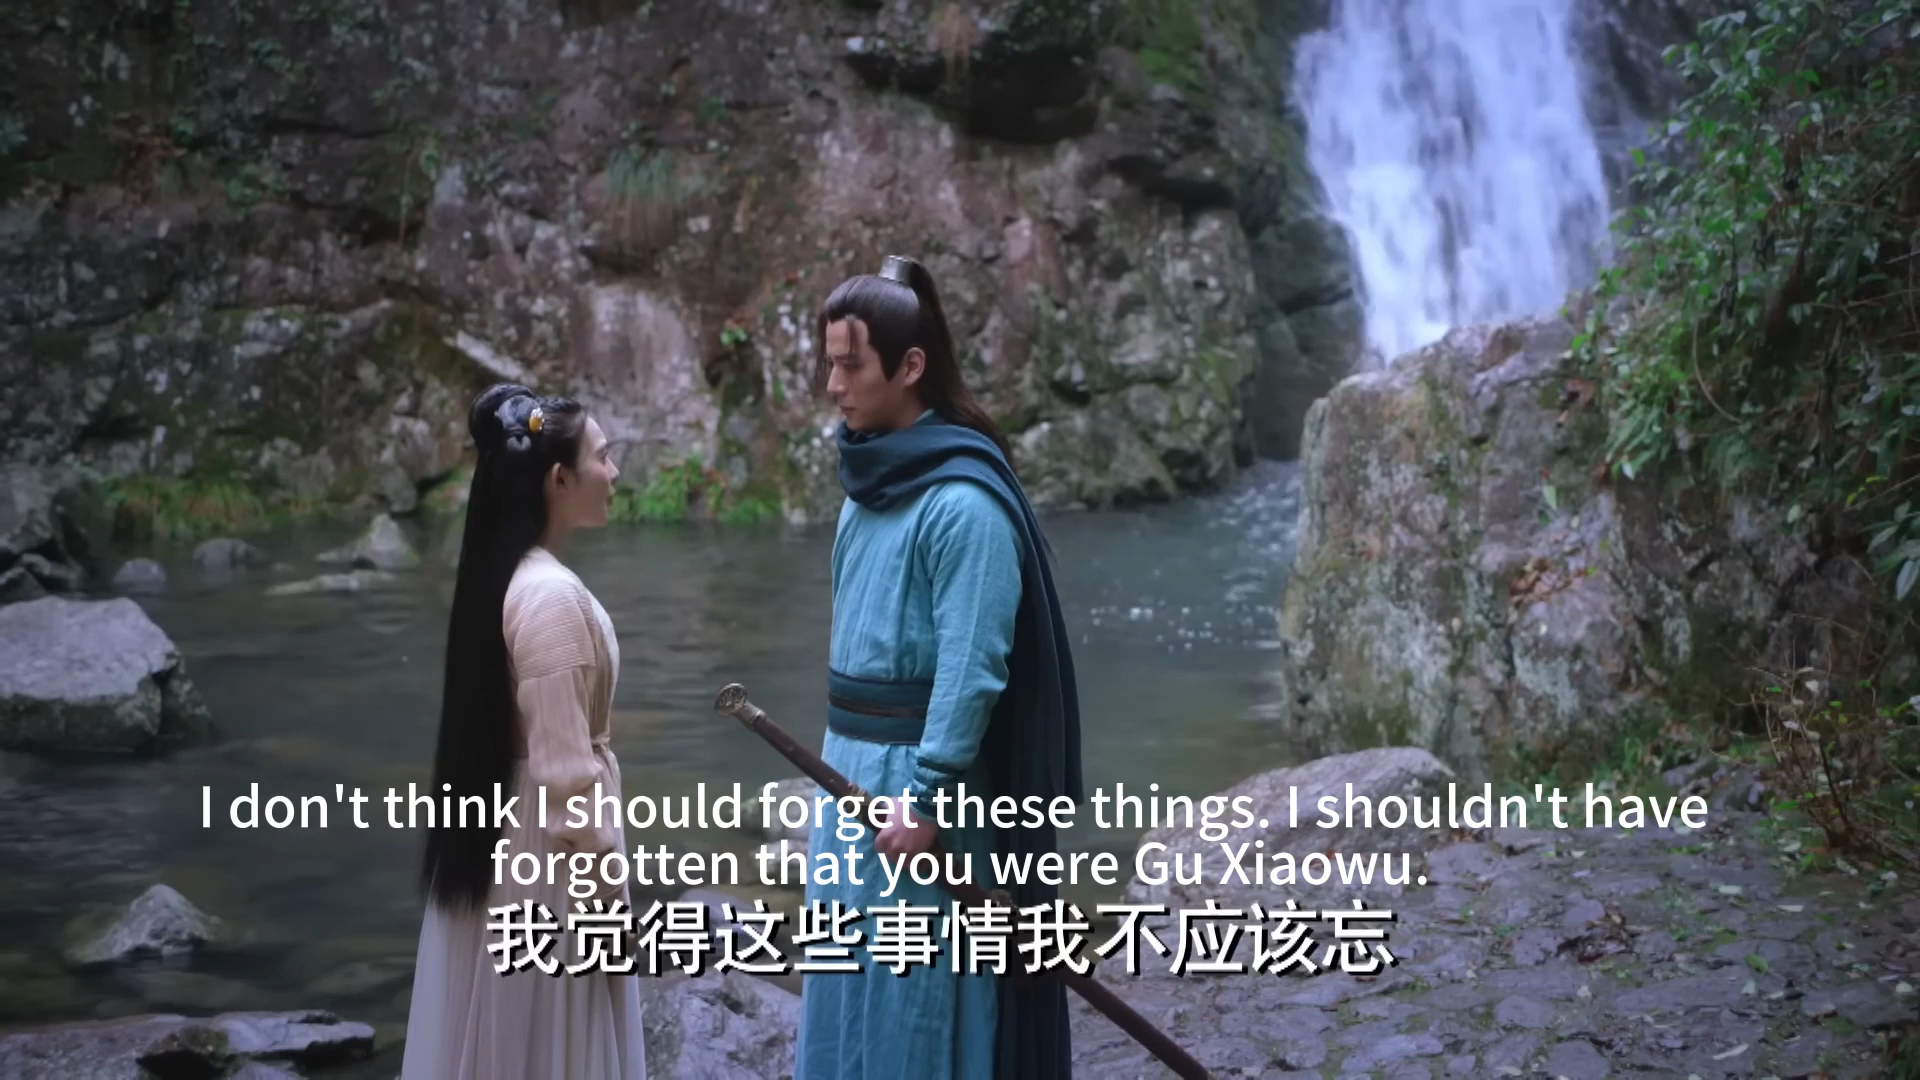 I don't think I should forget these things. I shouldn't have
forgotten that you were Gu Xiaowu.
我觉得这些事情我不应该忘